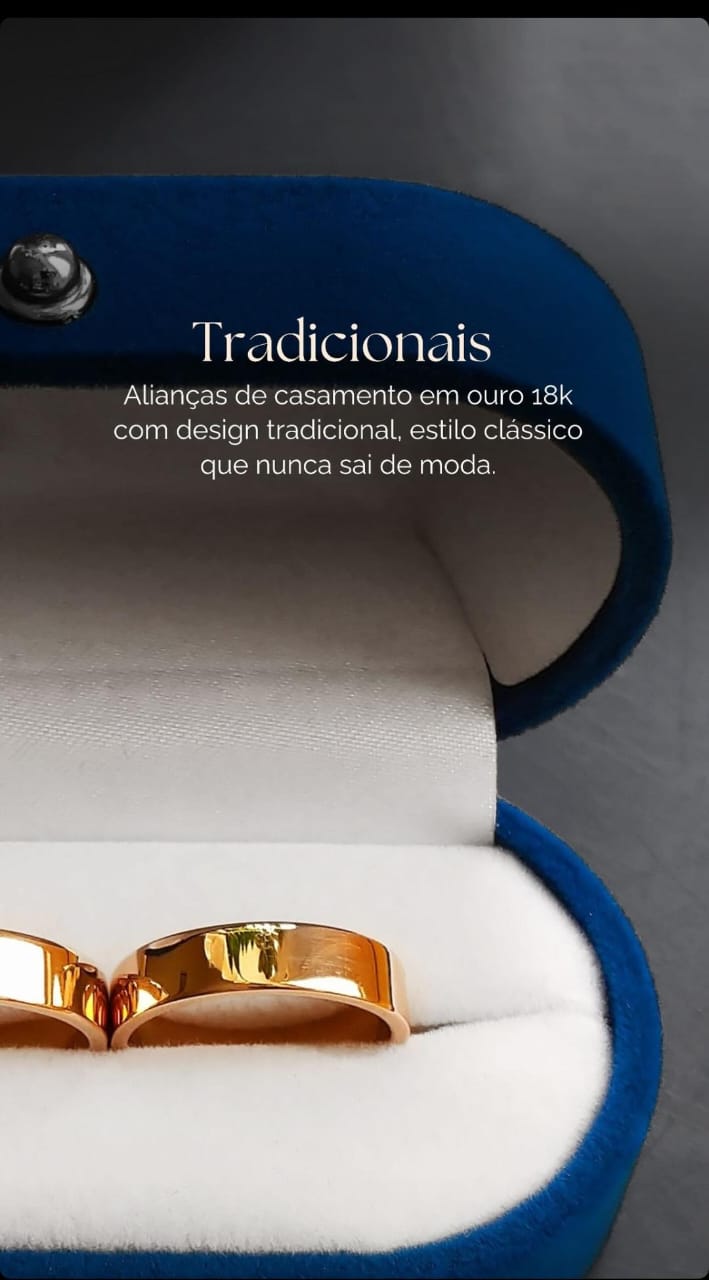 Tradicionais
Alianças de casamento em ouro 18k
com design tradicional, estilo clássico
que nunca sai de moda.